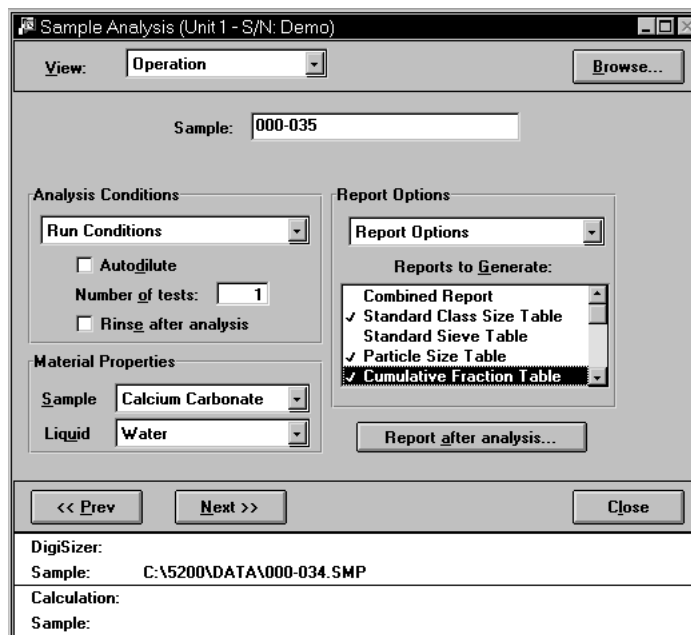 Sample Analysis (Unit 1 - S/N: Demo)
View: Operation Browse...
Sample: 000-035
Analysis Conditions
Run Conditions
Autodilute
Number of tests: 1
Rinse after analysis
Material Properties
Sample Calcium Carbonate
Liquid Water
Report Options
Report Options
Reports to Generate:
Combined Report
✓ Standard Class Size Table
Standard Sieve Table
✓ Particle Size Table
✓ Cumulative Fraction Table
Report after analysis...
<< Prev Next >> Close
DigiSizer:
Sample: C:\5200\DATA\000-034.SMP
Calculation:
Sample: